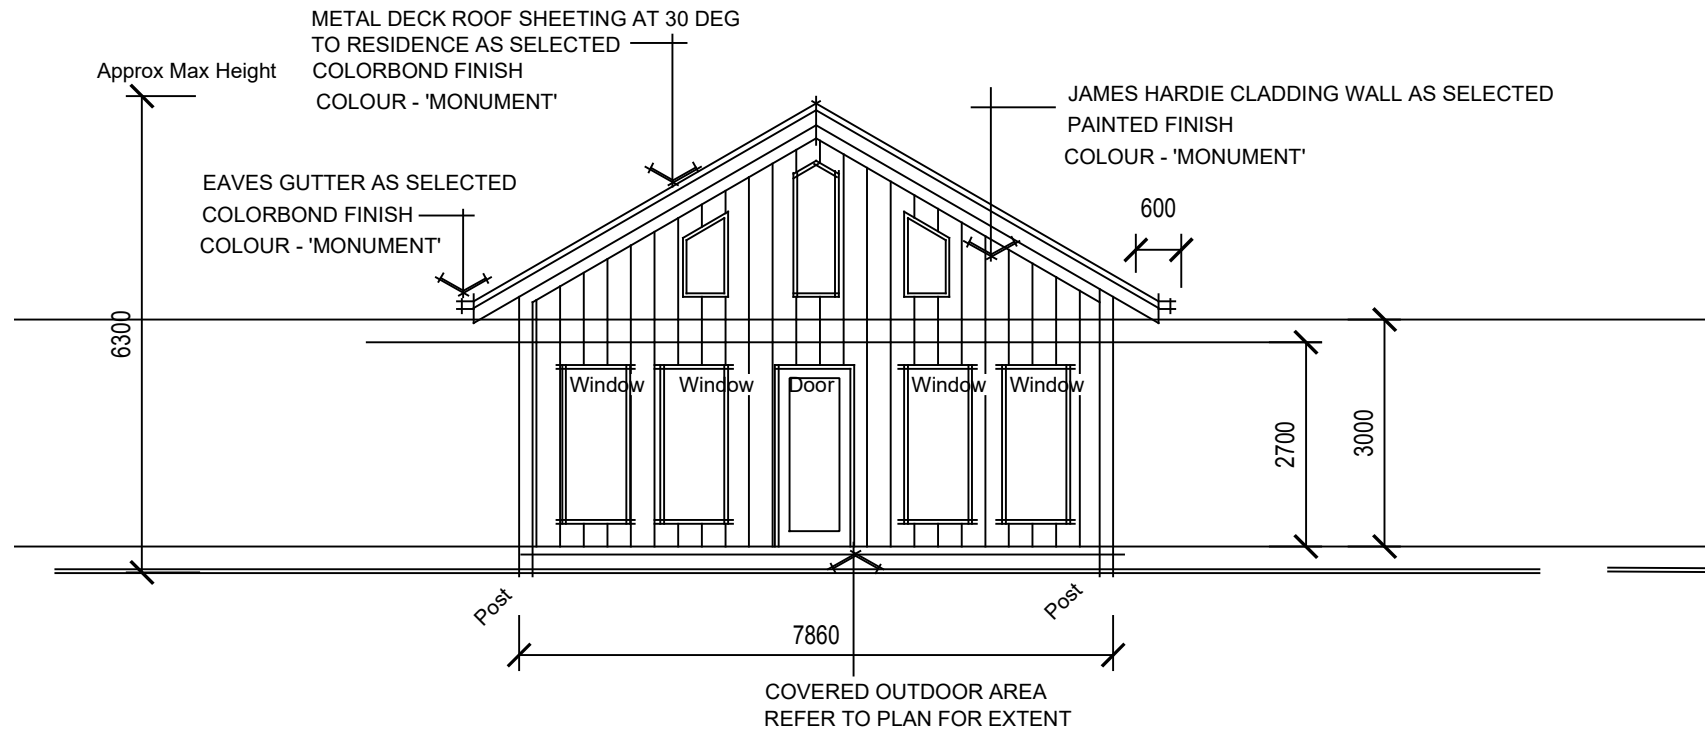 METAL DECK ROOF SHEETING AT 30 DEG
TO RESIDENCE AS SELECTED
COLORBOND FINISH
COLOUR - 'MONUMENT'
Approx Max Height
JAMES HARDIE CLADDING WALL AS SELECTED
PAINTED FINISH
COLOUR - 'MONUMENT'
EAVES GUTTER AS SELECTED
COLORBOND FINISH
COLOUR - 'MONUMENT'
600
6300
Window
Window
Door
Window
Window
2700
3000
Post
Post
7860
COVERED OUTDOOR AREA
REFER TO PLAN FOR EXTENT